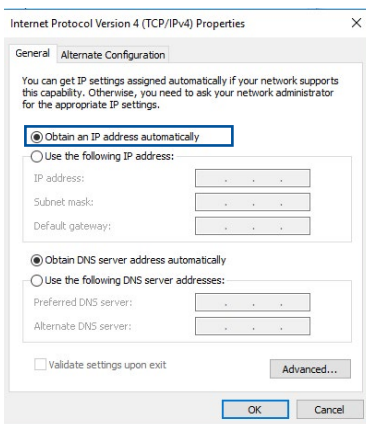 Internet Protocol Version 4 (TCP/IPv4) Properties
General
Alternate Configuration
You can get IP settings assigned automatically if your network supports
this capability. Otherwise, you need to ask your network administrator
for the appropriate IP settings.
Obtain an IP address automatically
Use the following IP address:
IP address:
Subnet mask:
Default gateway:
Obtain DNS server address automatically
Use the following DNS server addresses:
Preferred DNS server:
Alternate DNS server:
Validate settings upon exit
Advanced...
OK
Cancel